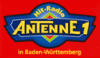 Hit-Radio
ANTENNE 1
in Baden-Württemberg